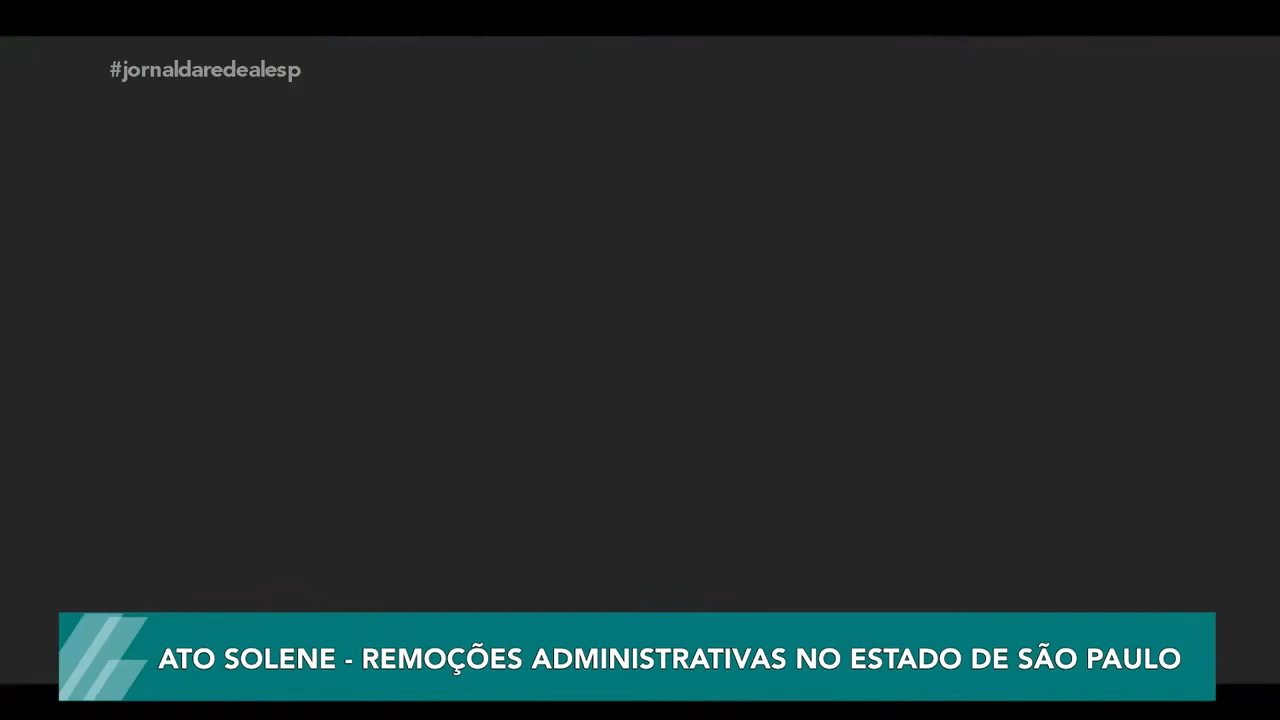 #jornaldaredealesp
ATO SOLENE - REMOÇÕES ADMINISTRATIVAS NO ESTADO DE SÃO PAULO